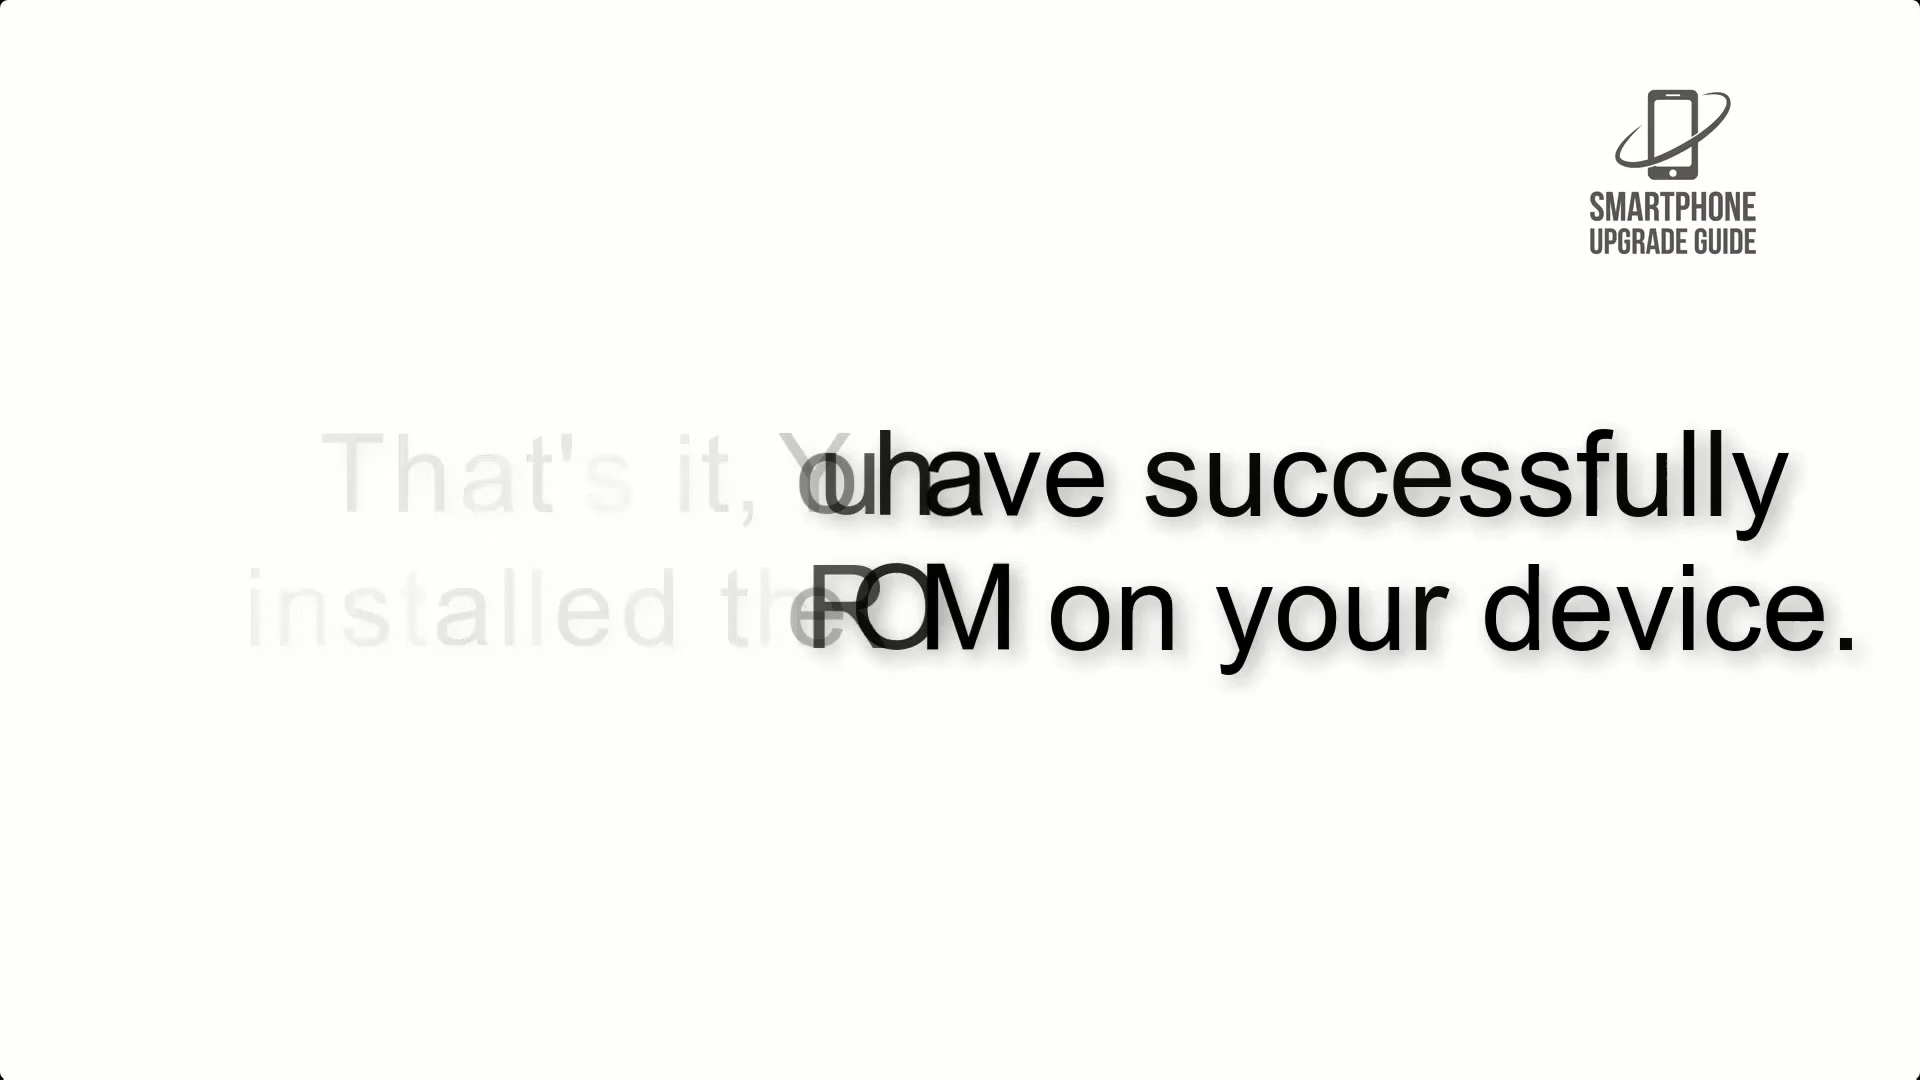 SMARTPHONE
UPGRADE GUIDE
That's it, You have successfully
installed the ROM on your device.